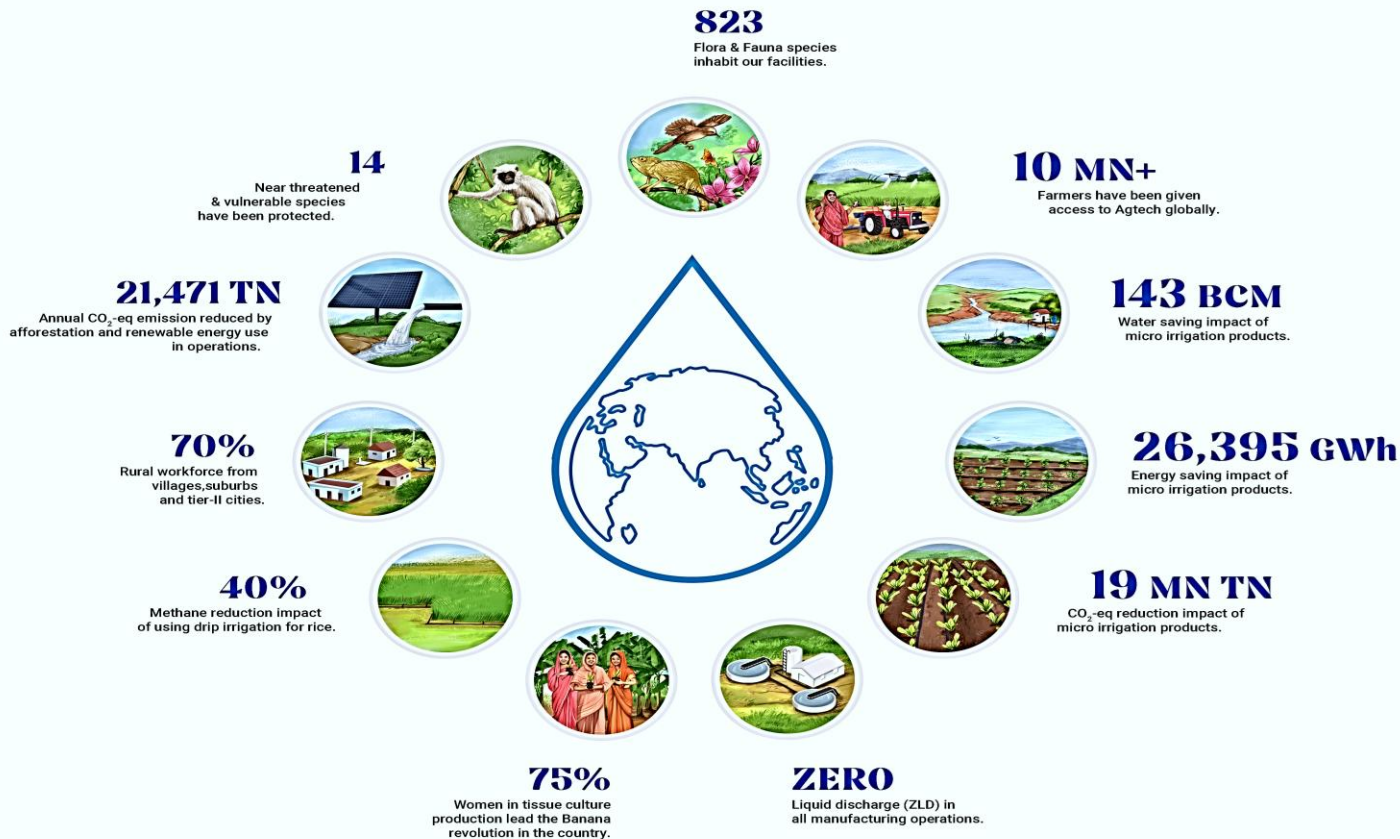 823
Flora & Fauna species
inhabit our facilities.
10 MN+
Farmers have been given
access to Agtech globally.
143 BCM
Water saving impact of
micro irrigation products.
26,395 GWh
Energy saving impact of
micro irrigation products.
19 MN TN
CO₂-eq reduction impact of
micro irrigation products.
ZERO
Liquid discharge (ZLD) in
all manufacturing operations.
75%
Women in tissue culture
production lead the Banana
revolution in the country.
40%
Methane reduction impact
of using drip irrigation for rice.
70%
Rural workforce from
villages,suburbs
and tier-II cities.
21,471 TN
Annual CO₂-eq emission reduced by
afforestation and renewable energy use
in operations.
14
Near threatened
& vulnerable species
have been protected.